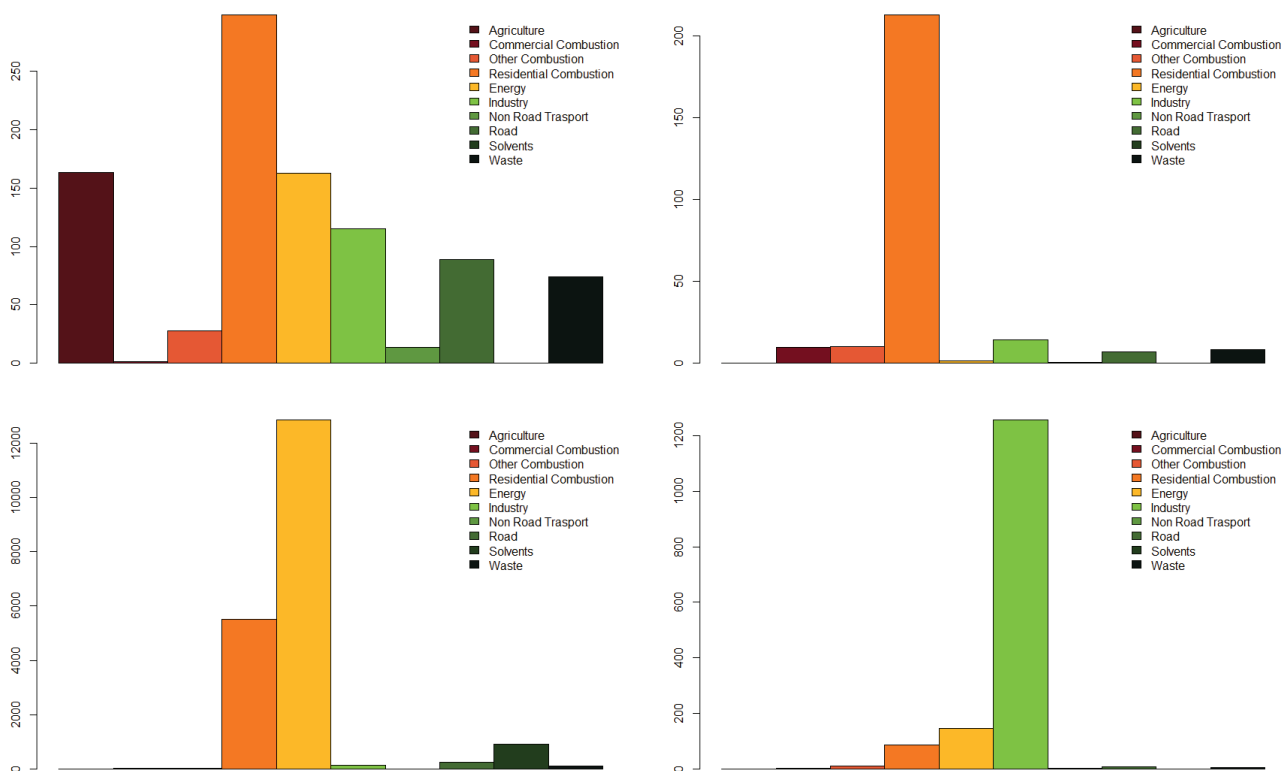 250
200
150
100
50
0
Agriculture
Commercial Combustion
Other Combustion
Residential Combustion
Energy
Industry
Non Road Trasport
Road
Solvents
Waste
200
150
100
50
0
Agriculture
Commercial Combustion
Other Combustion
Residential Combustion
Energy
Industry
Non Road Trasport
Road
Solvents
Waste
12000
10000
8000
6000
4000
2000
0
Agriculture
Commercial Combustion
Other Combustion
Residential Combustion
Energy
Industry
Non Road Trasport
Road
Solvents
Waste
1200
1000
800
600
400
200
0
Agriculture
Commercial Combustion
Other Combustion
Residential Combustion
Energy
Industry
Non Road Trasport
Road
Solvents
Waste